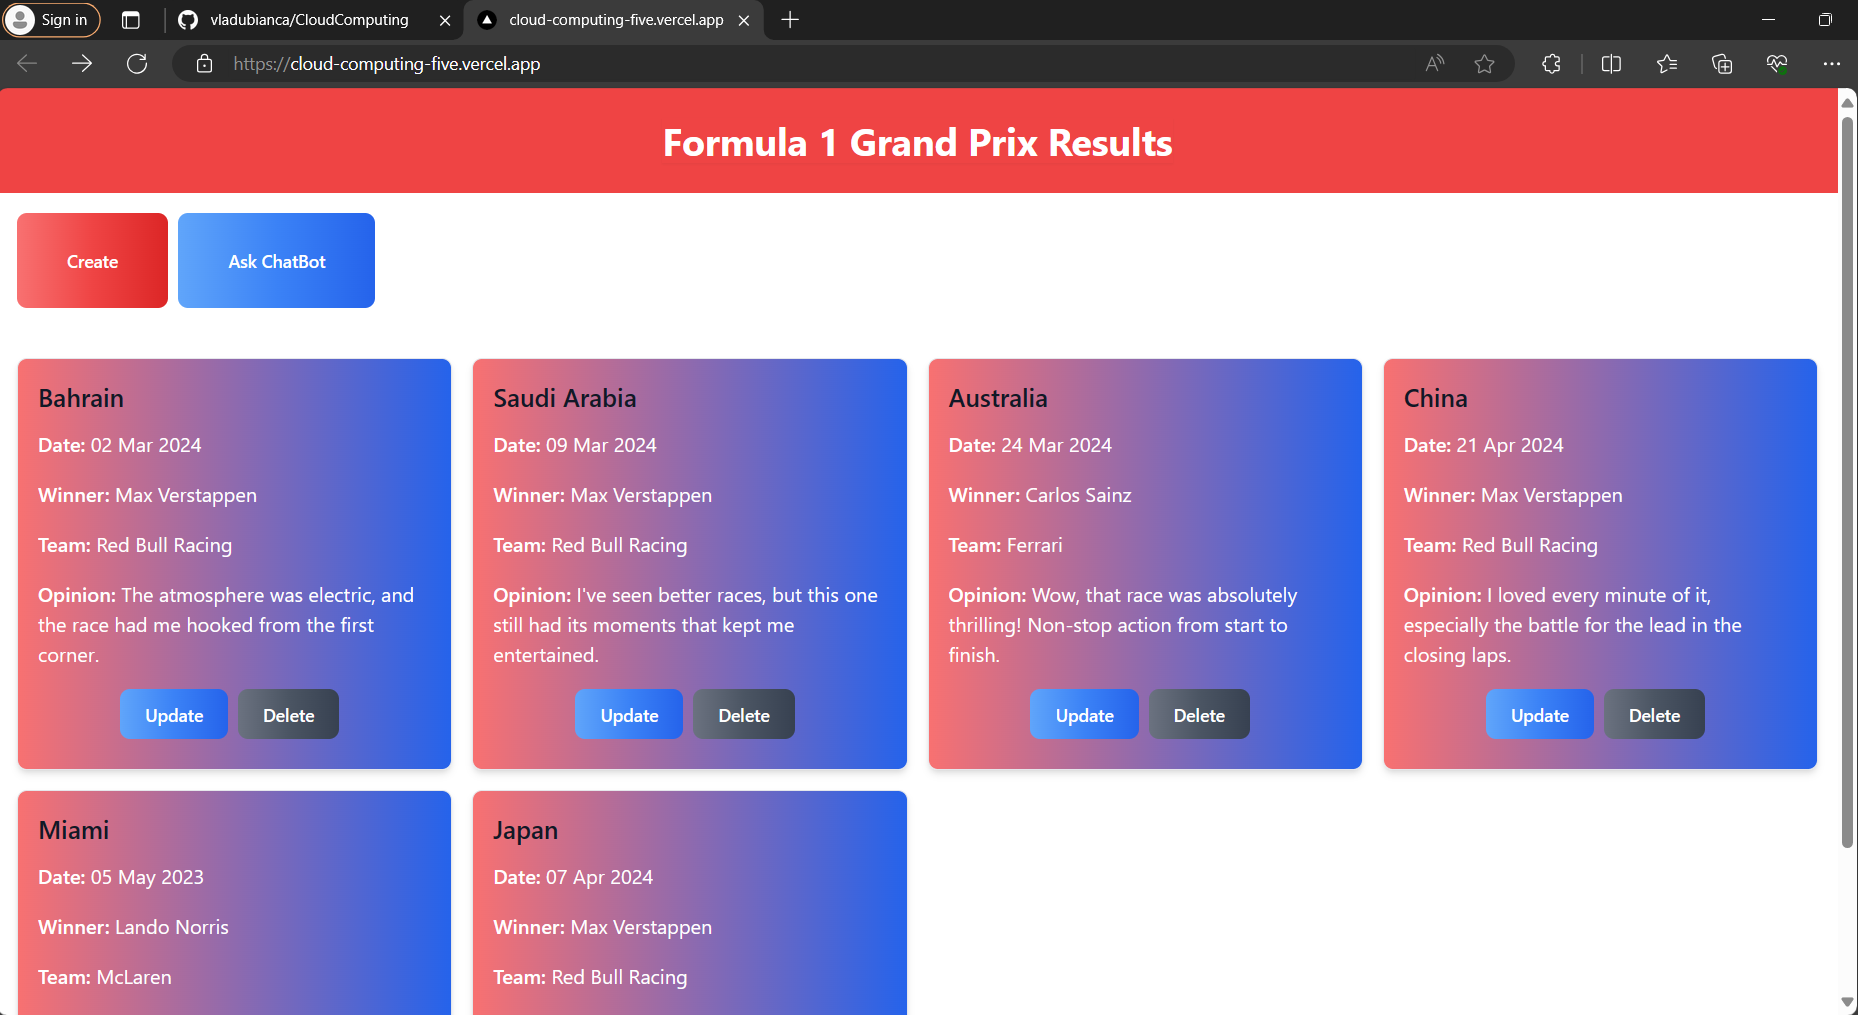 Sign in
vladubianca/CloudComputing
cloud-computing-five.vercel.app
https://cloud-computing-five.vercel.app
Formula 1 Grand Prix Results
Create
Ask ChatBot
Bahrain
Date: 02 Mar 2024
Winner: Max Verstappen
Team: Red Bull Racing
Opinion: The atmosphere was electric, and
the race had me hooked from the first
corner.
Update
Delete
Saudi Arabia
Date: 09 Mar 2024
Winner: Max Verstappen
Team: Red Bull Racing
Opinion: I've seen better races, but this one
still had its moments that kept me
entertained.
Update
Delete
Australia
Date: 24 Mar 2024
Winner: Carlos Sainz
Team: Ferrari
Opinion: Wow, that race was absolutely
thrilling! Non-stop action from start to
finish.
Update
Delete
China
Date: 21 Apr 2024
Winner: Max Verstappen
Team: Red Bull Racing
Opinion: I loved every minute of it,
especially the battle for the lead in the
closing laps.
Update
Delete
Miami
Date: 05 May 2023
Winner: Lando Norris
Team: McLaren
Japan
Date: 07 Apr 2024
Winner: Max Verstappen
Team: Red Bull Racing